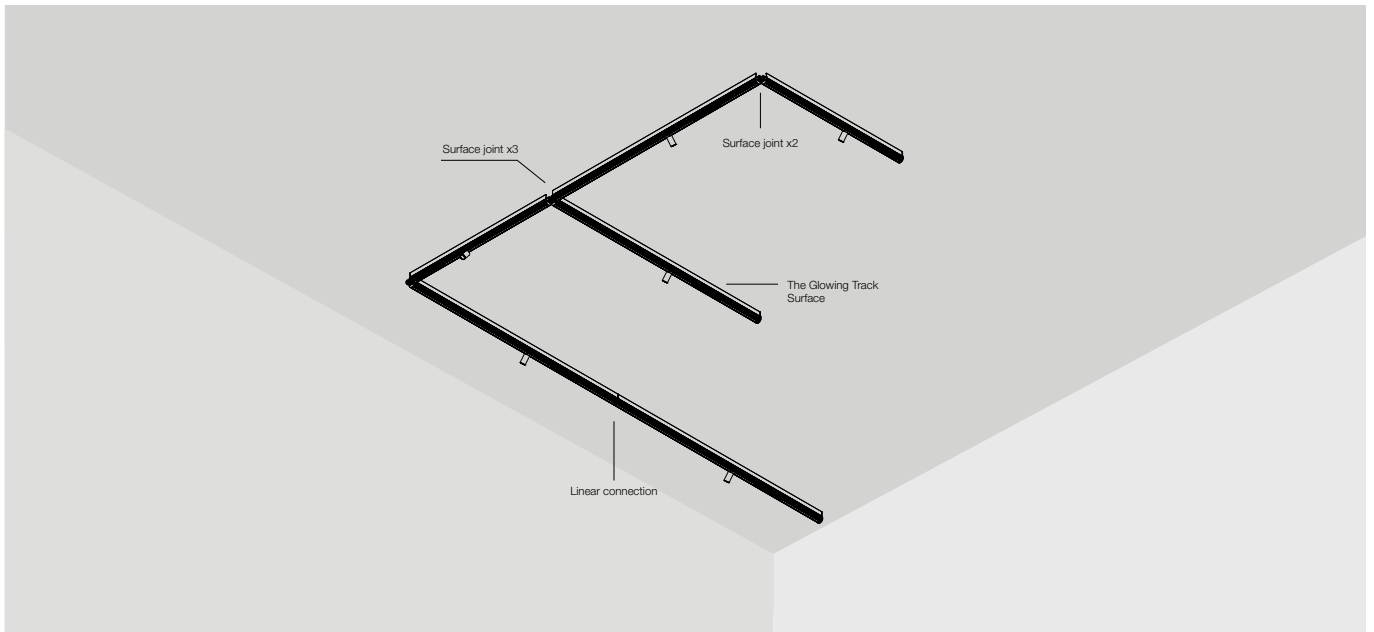 Surface joint x2
Surface joint x3
The Glowing Track
Surface
Linear connection